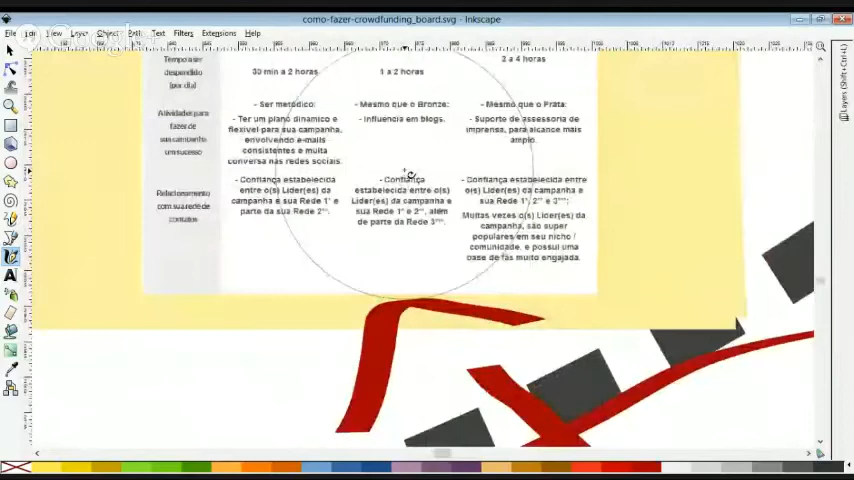 como-fazer-crowdfunding_board.svg - Inkscape
File Edit View Layer Object Path Text Filters Extensions Help
Tempo a ser
despendido
(por dia)
30 min a 2 horas
1 a 2 horas
3 a 4 horas
Atividades para
fazer de
sua campanha
um sucesso
- Ser metódico:
- Ter um plano dinâmico e
flexível para sua campanha,
envolvendo e-mails
consistentes e muita
conversa nas redes sociais.
- Mesmo que o Bronze:
- Influência em blogs.
- Mesmo que o Prata:
- Suporte de assessoria de
imprensa, para alcance mais
amplo.
Relacionamento
com sua rede de
contatos
- Confiança estabelecida
entre o(s) Líder(es) da
campanha e sua Rede 1ª e
parte da sua Rede 2ª.
- Confiança
estabelecida entre o(s)
Líder(es) da campanha e
sua Rede 1ª e 2ª, além
de parte da Rede 3ª.
- Confiança estabelecida entre
o(s) Líder(es) da campanha e
sua Rede 1ª, 2ª e 3ª;
Muitas vezes o(s) Líder(es) da
campanha, são super
populares em seu nicho /
comunidade, e possui uma
base de fãs muito engajada.
Layers (Shift+Ctrl+L)